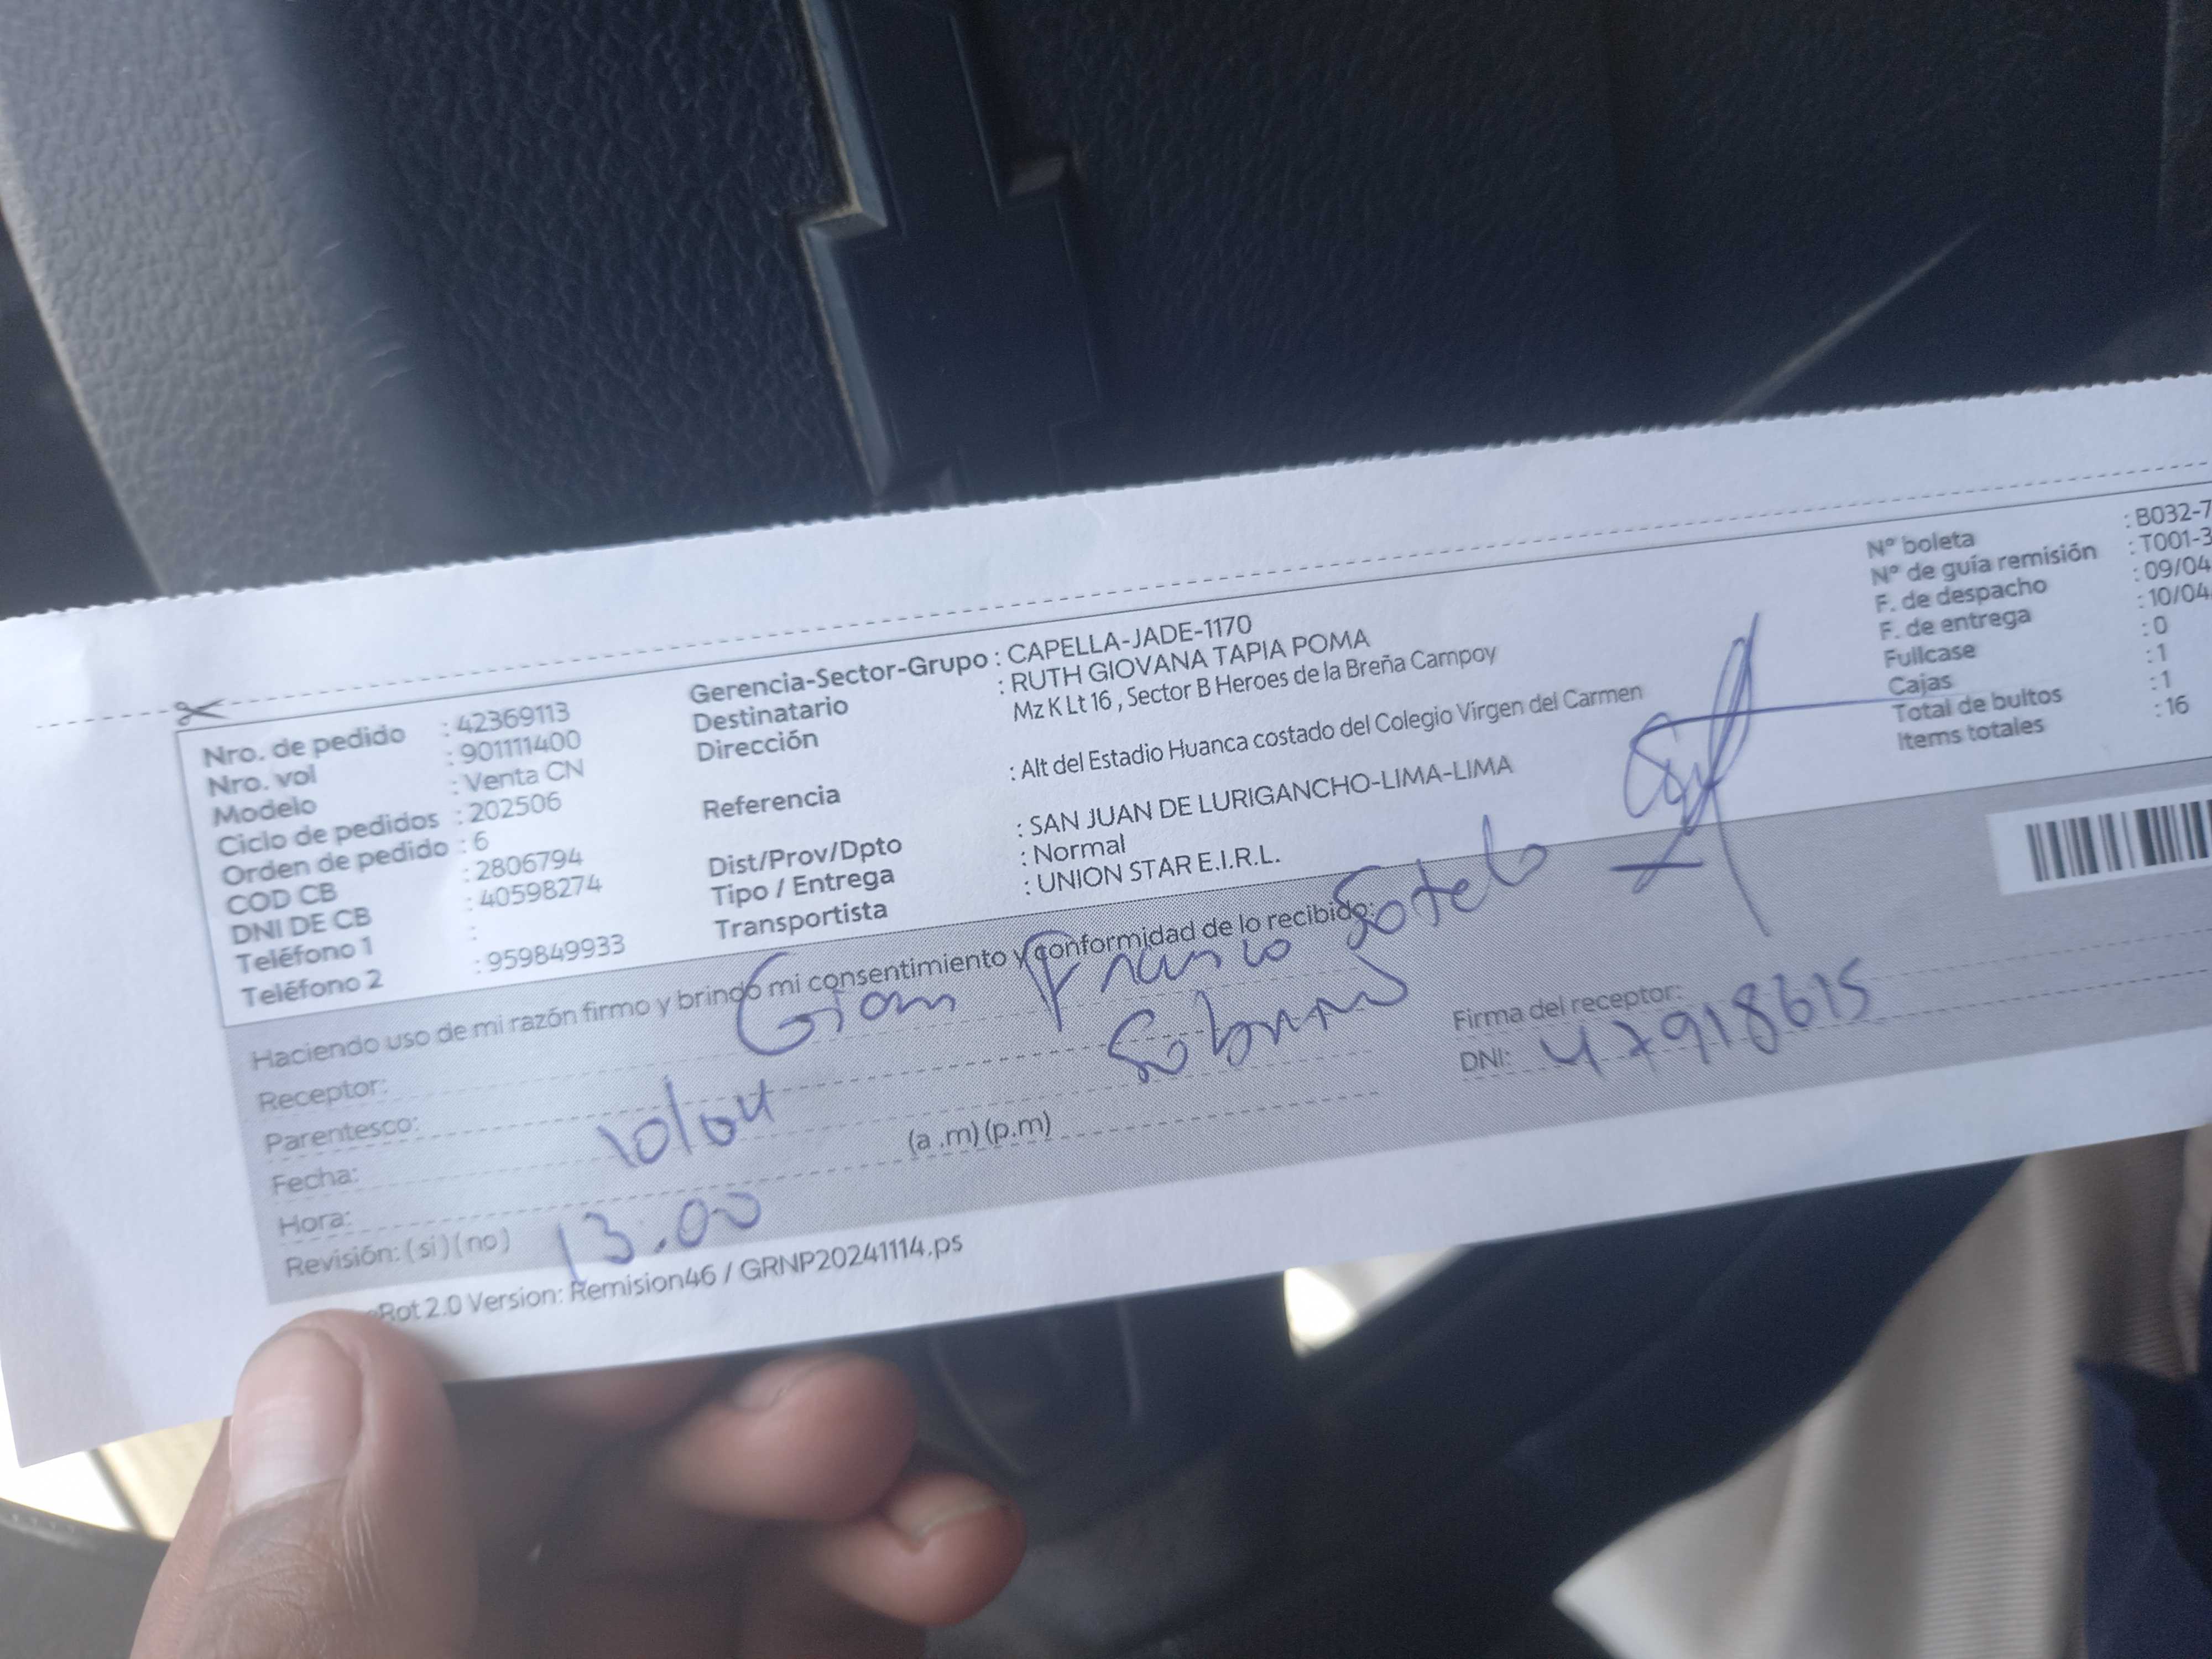 Nro. de pedido : 42369113
Nro. vol : 901111400
Modelo : Venta CN
Ciclo de pedidos : 202506
Orden de pedido : 6
COD CB : 2806794
DNI DE CB : 40598274
Teléfono 1 :
Teléfono 2 : 959849933
Gerencia-Sector-Grupo : CAPELLA-JADE-1170
Destinatario : RUTH GIOVANA TAPIA POMA
Dirección Mz K Lt 16 , Sector B Heroes de la Breña Campoy
Referencia : Alt del Estadio Huanca costado del Colegio Virgen del Carmen
Dist/Prov/Dpto : SAN JUAN DE LURIGANCHO-LIMA-LIMA
Tipo / Entrega : Normal
Transportista : UNION STAR E.I.R.L.
Nº boleta : B032-7
Nº de guía remisión : T001-3
F. de despacho : 09/04
F. de entrega : 10/04
Fullcase : 0
Cajas : 1
Total de bultos : 1
Items totales : 16
Haciendo uso de mi razón firmo y brindo mi consentimiento y conformidad de lo recibido:
Receptor: Gian Franco Sotelo
Parentesco: Sobrino
Fecha: 10/04
Hora: (a .m) (p.m)
13:00
Revisión: ( si ) ( no )
Firma del receptor:
DNI: 47918615
Rot 2.0 Version: Remision46 / GRNP20241114.ps